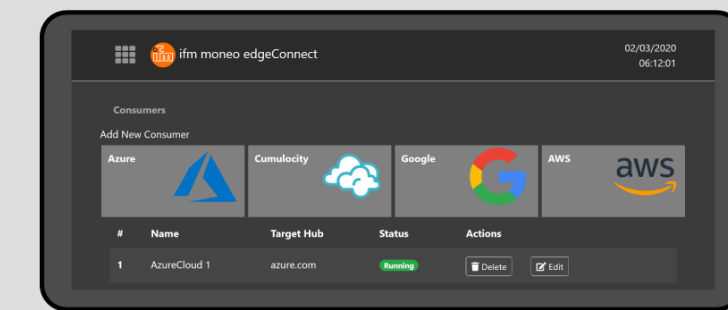 ifm ifm moneo edgeConnect 02/03/2020
06:12:01
Consumers
Add New Consumer
Azure Cumulocity Google AWS aws
# Name Target Hub Status Actions
1 AzureCloud 1 azure.com Running Delete Edit